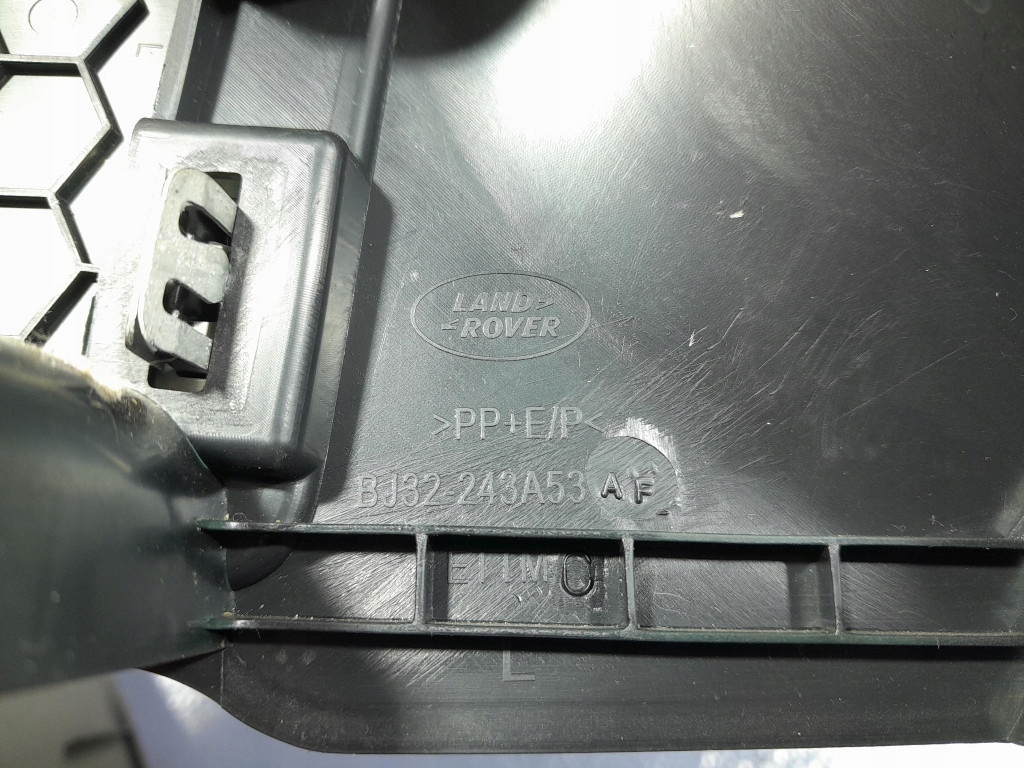 LAND
ROVER
>PP+E/P<
BJ32-243A53 AF
L